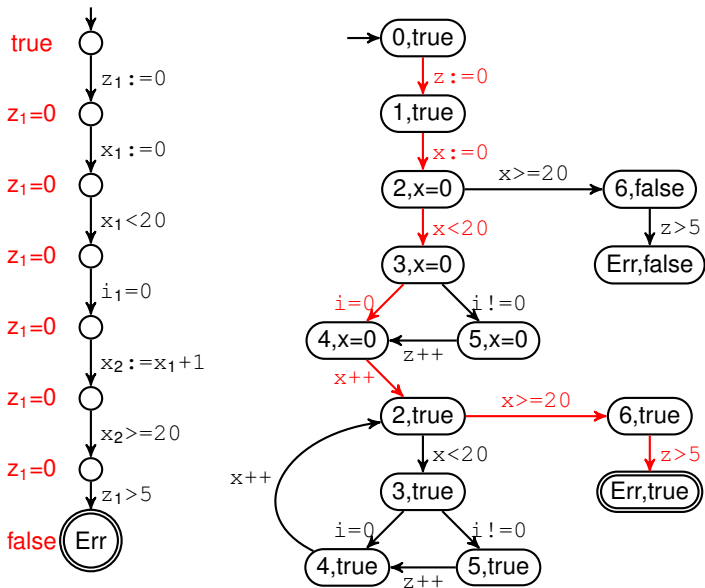 true
z₁:=0
z₁=0
x₁:=0
z₁=0
x₁<20
z₁=0
i₁=0
z₁=0
x₂:=x₁+1
z₁=0
x₂>=20
z₁=0
z₁>5
false
Err
0,true
z:=0
1,true
x:=0
2,x=0
x>=20
6,false
x<20
z>5
3,x=0
Err,false
i=0
i!=0
4,x=0
z++
5,x=0
x++
2,true
x>=20
6,true
x<20
z>5
x++
3,true
Err,true
i=0
i!=0
4,true
z++
5,true